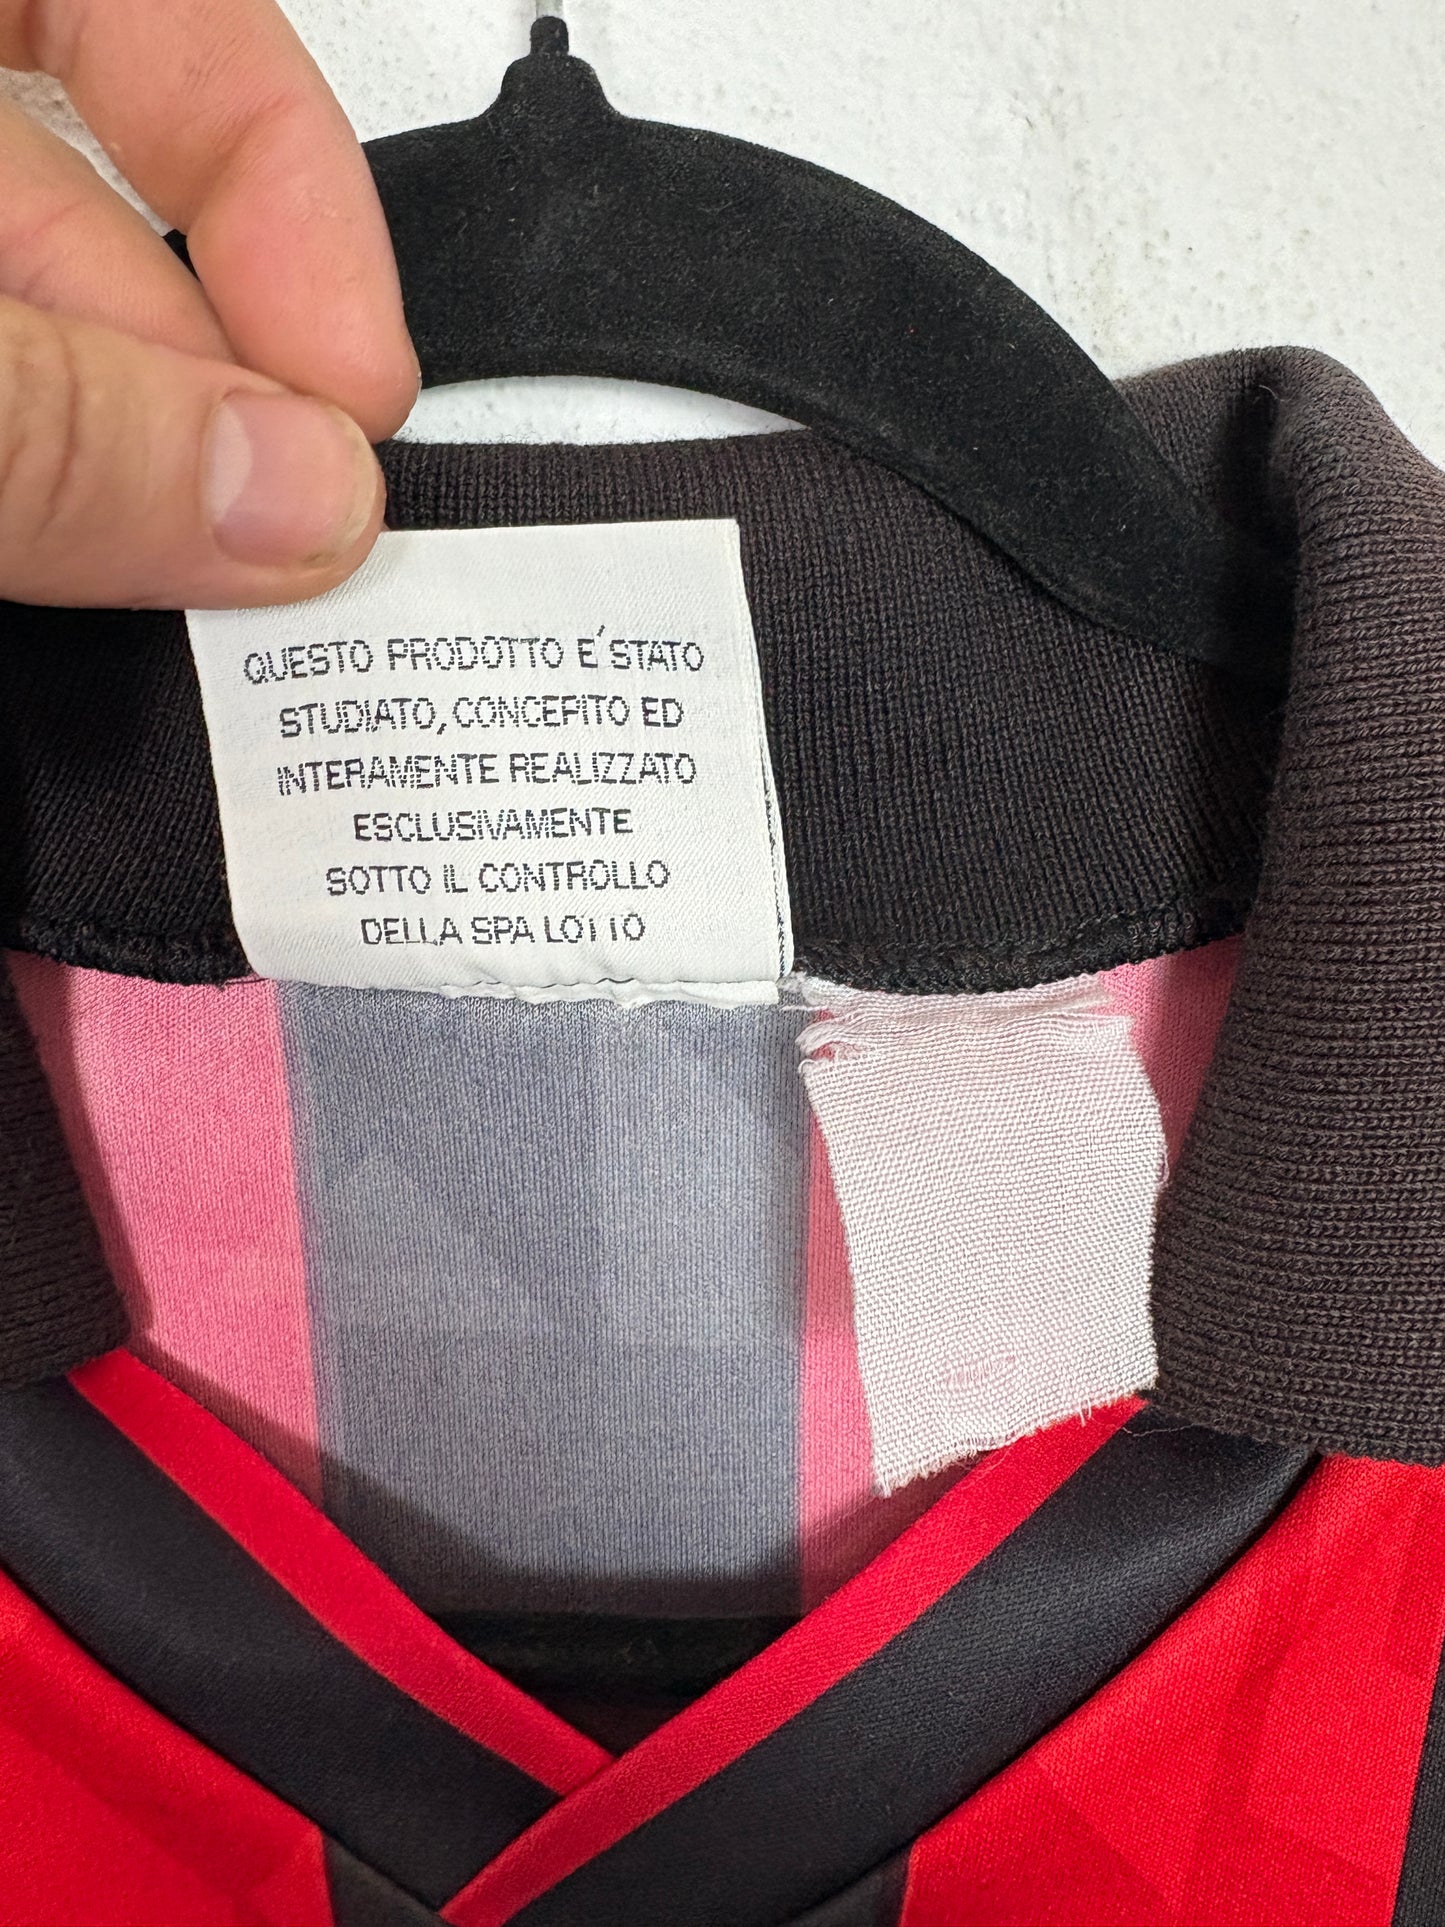 QUESTO PRODOTTO E´ STATO
STUDIATO, CONCEPITO ED
INTERAMENTE REALIZZATO
ESCLUSIVAMENTE
SOTTO IL CONTROLLO
DELLA SPA LOTTO